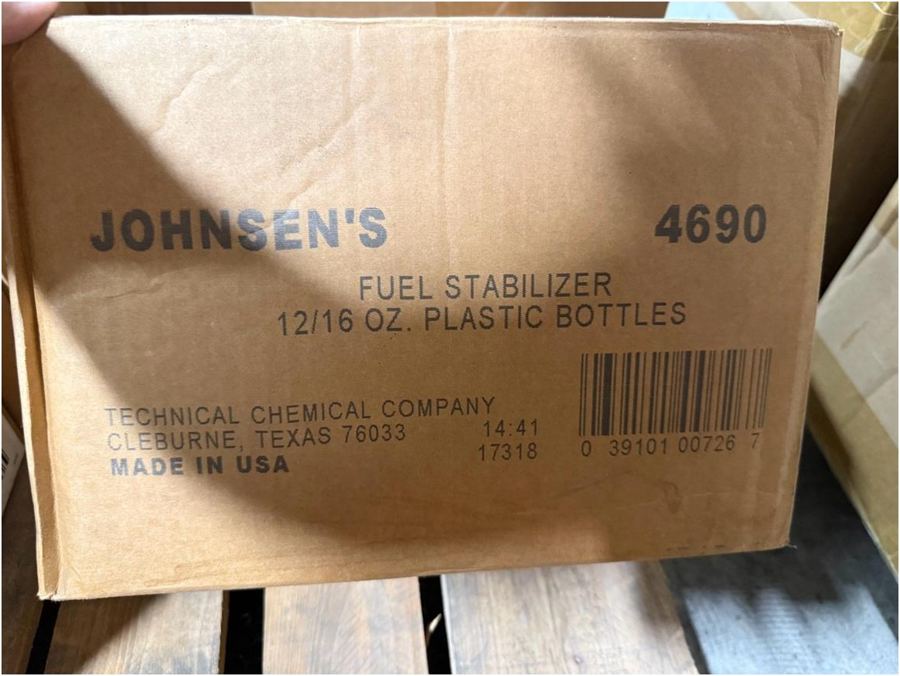 JOHNSEN'S 4690
FUEL STABILIZER
12/16 OZ. PLASTIC BOTTLES
TECHNICAL CHEMICAL COMPANY
CLEBURNE, TEXAS 76033 14:41
MADE IN USA 17318
0 39101 00726 7